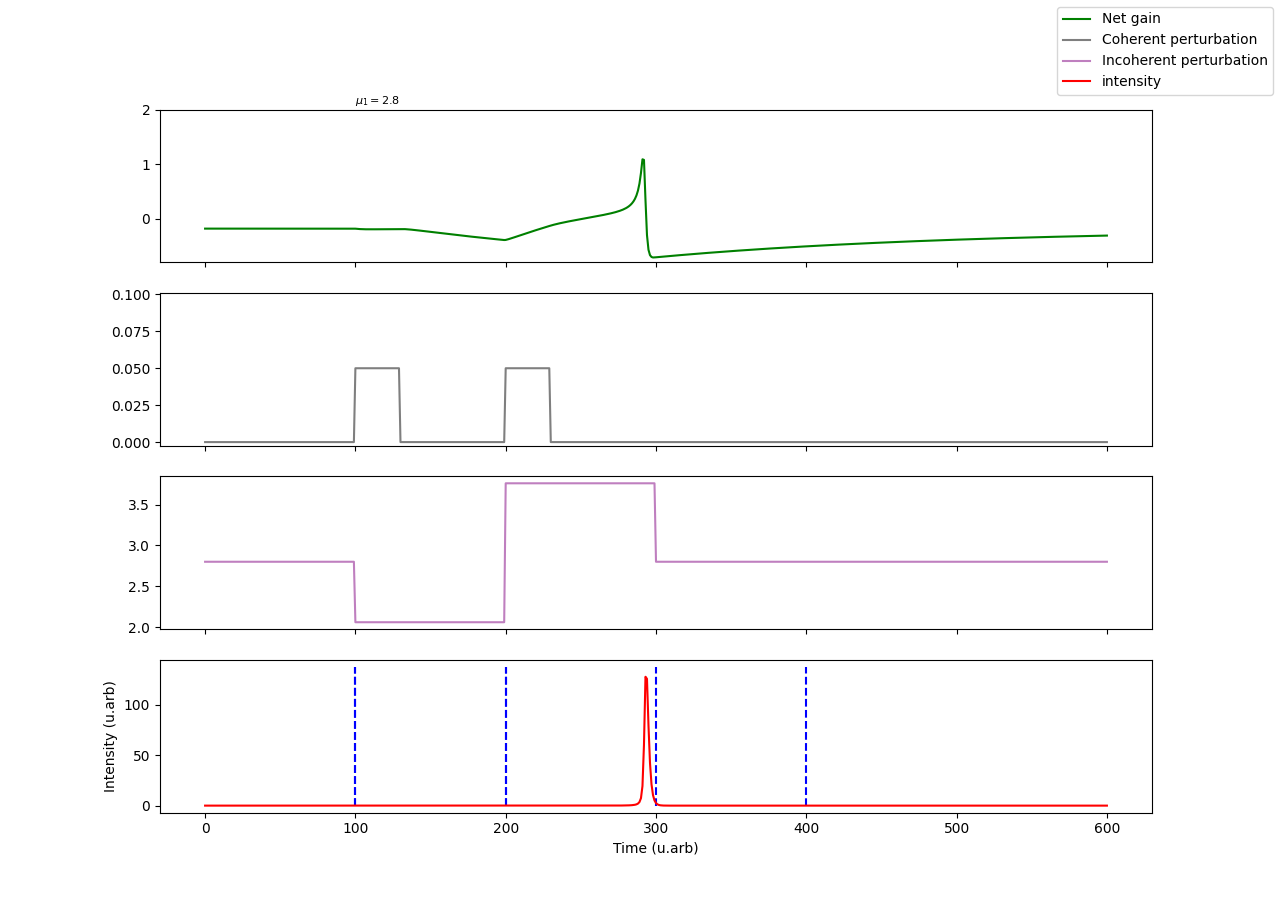 Net gain
Coherent perturbation
Incoherent perturbation
intensity
μ₁ = 2.8
2
1
0
0.100
0.075
0.050
0.025
0.000
3.5
3.0
2.5
2.0
Intensity (u.arb)
100
50
0
0 100 200 300 400 500 600
Time (u.arb)